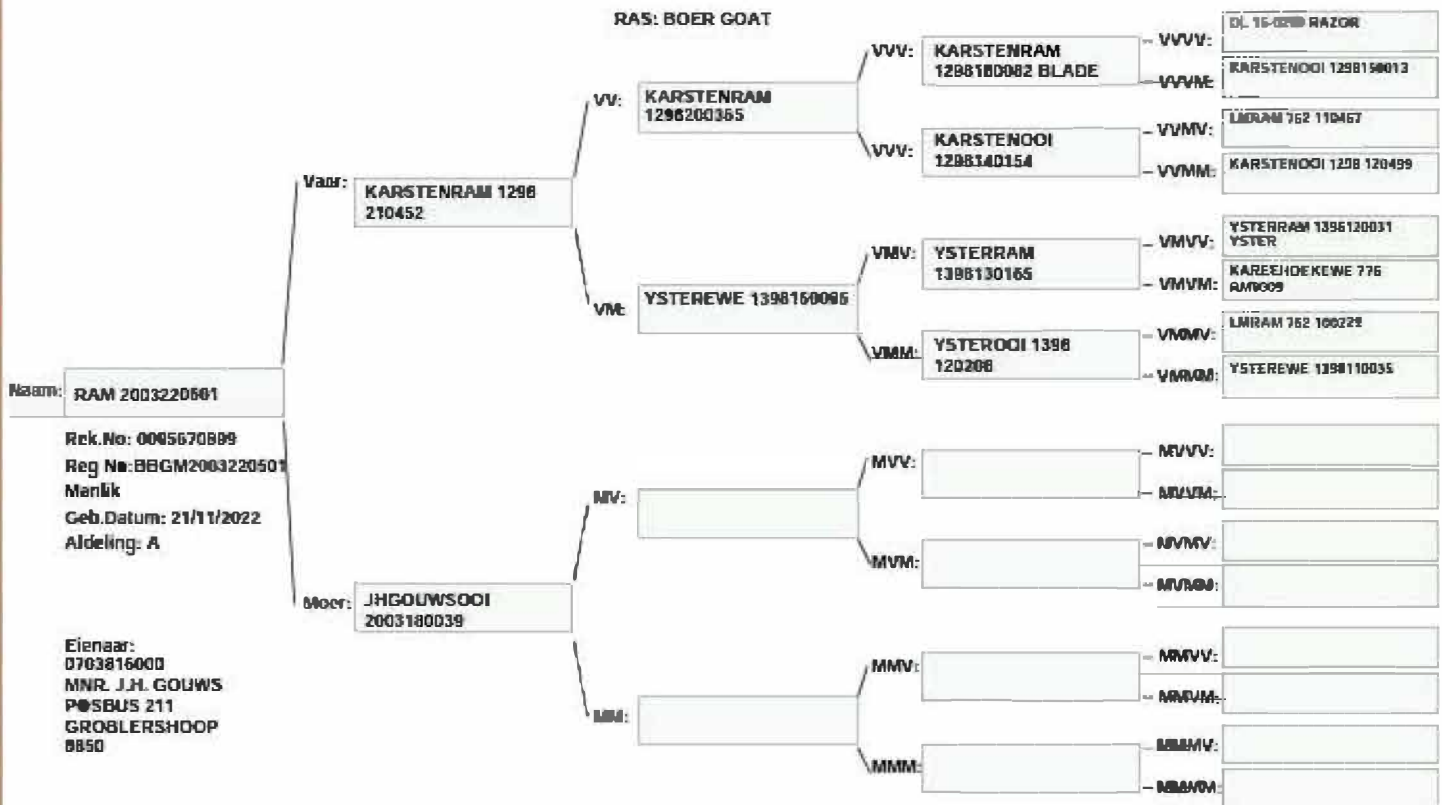 RAS: BOER GOAT
Naam: RAM 2003220501
Rek.No: 0095670899
Reg No:BBGM2003220501
Manlik
Geb.Datum: 21/11/2022
Afdeling: A
Eienaar:
0703816000
MNR. J.H. GOUWS
POSBUS 211
GROBLERSHOOP
8850
Vaar: KARSTENRAM 1298
210452
Moer: JHGOUWSOOI
2003180039
VV: KARSTENRAM
1298200365
VM: YSTEREWE 1398150095
MV:
MM:
VVV: KARSTENRAM
1298180082 BLADE
VVV: KARSTENOOI
1298140154
VMV: YSTERRAM
1398130165
VMM: YSTEROOI 1398
120208
MVV:
MVM:
MMV:
MMM:
VVVV: RAZOR
VVVM: KARSTENOOI 1298150013
VVMV: LMRAM 762 110467
VVMM: KARSTENOOI 1298 120499
VMVV: YSTERRAM 1398120031
YSTER
VMVM: 776
VMMV: LMRAM 762 100229
VMMM: YSTEREWE 1398110035
MVVV:
MVVM:
MVMV:
MVMM:
MMVV:
MMVM:
MMMV:
MMMM: